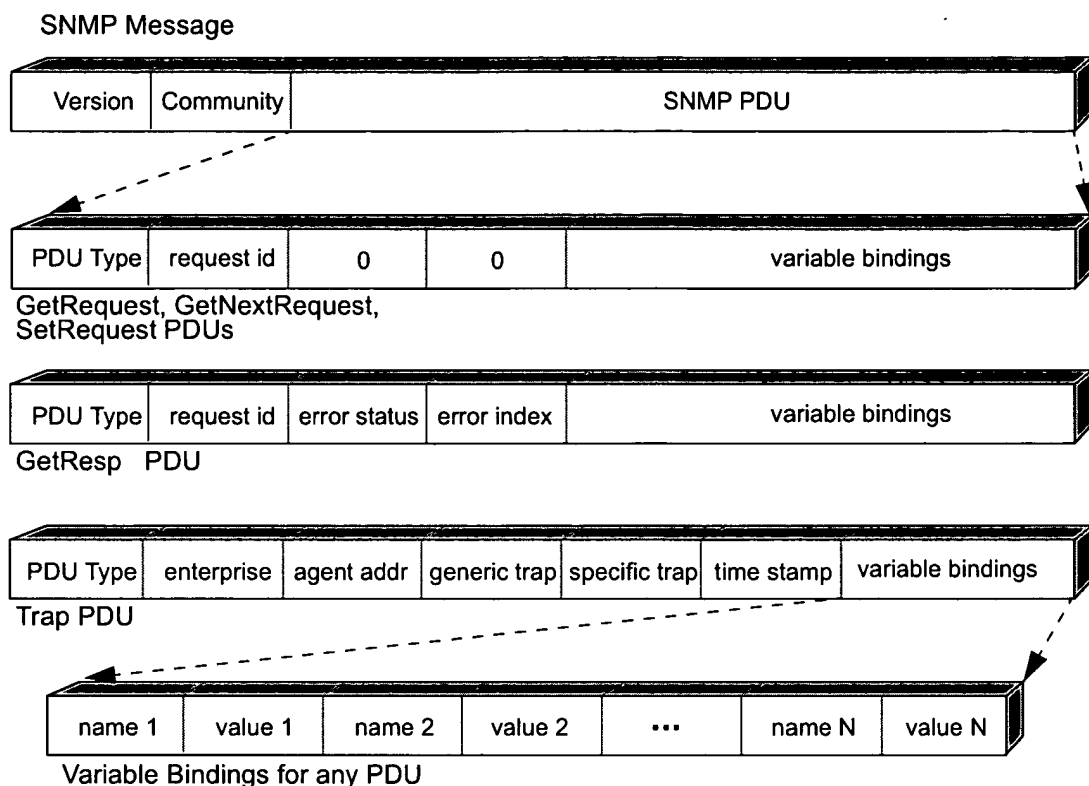 SNMP Message
Version Community SNMP PDU
PDU Type request id 0 0 variable bindings
GetRequest, GetNextRequest,
SetRequest PDUs
PDU Type request id error status error index variable bindings
GetResp PDU
PDU Type enterprise agent addr generic trap specific trap time stamp variable bindings
Trap PDU
name 1 value 1 name 2 value 2 ••• name N value N
Variable Bindings for any PDU